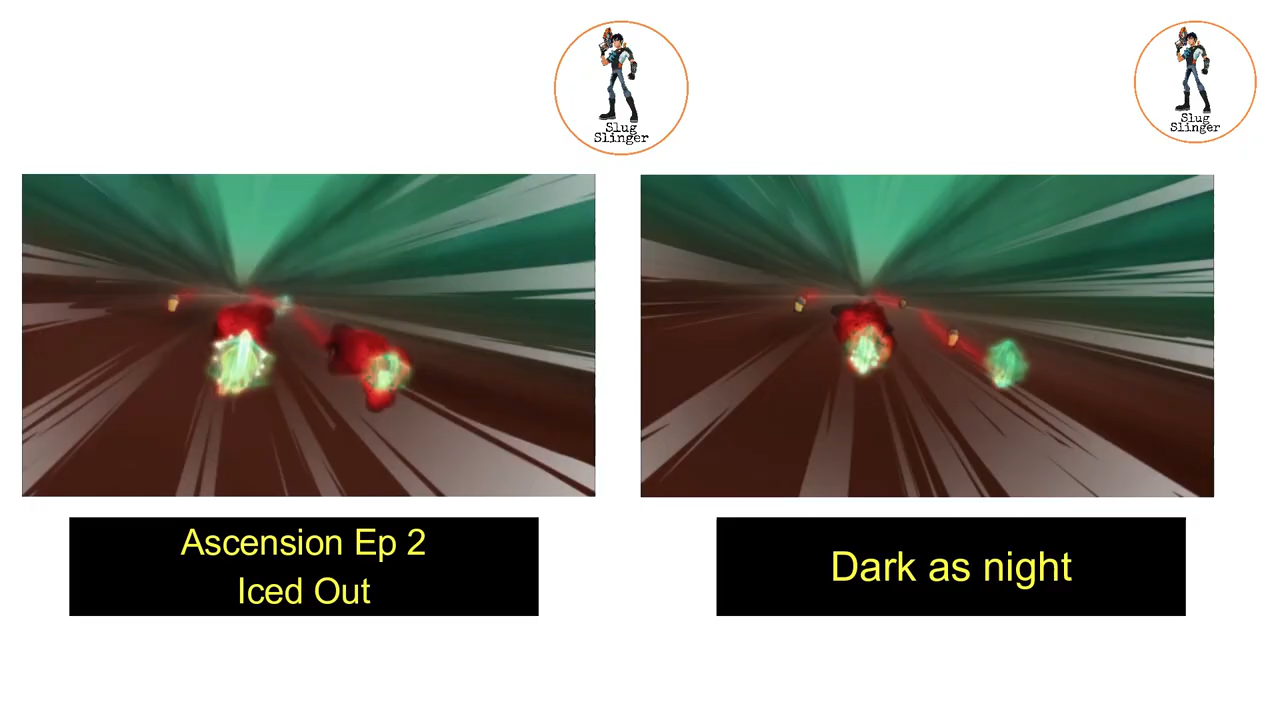 Slug
Slinger
Slug
Slinger
Ascension Ep 2
Iced Out
Dark as night